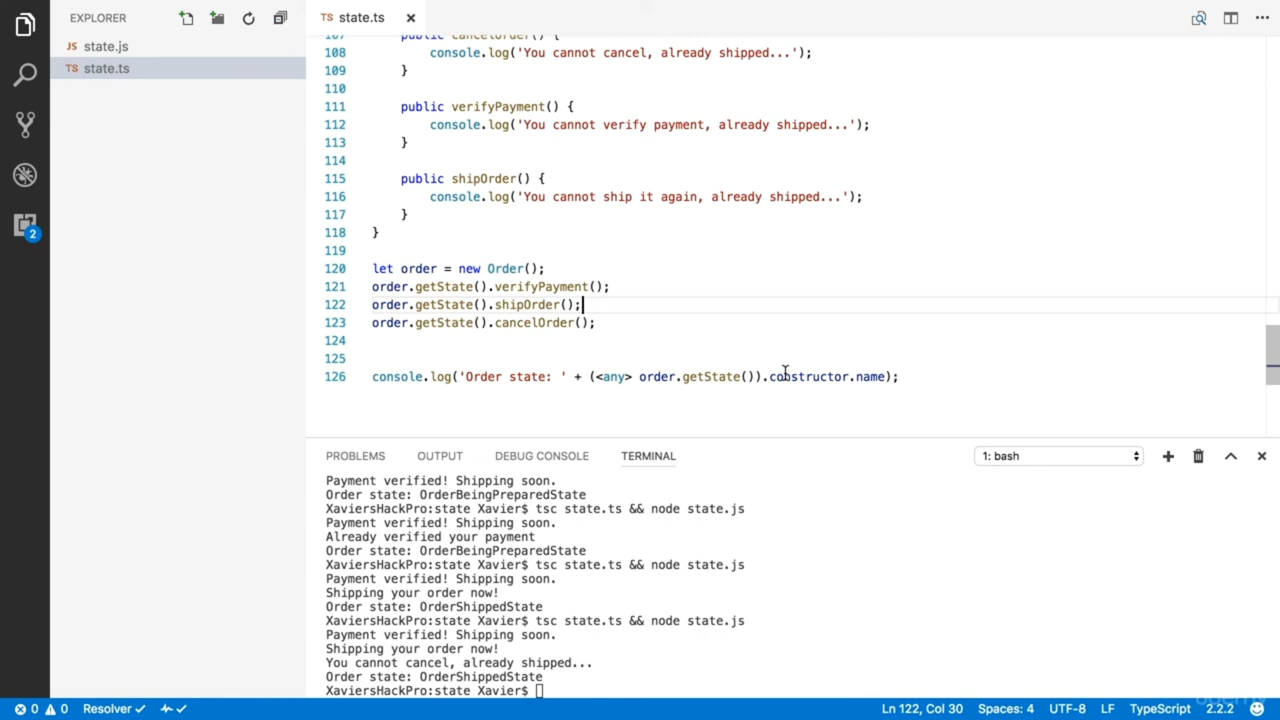 EXPLORER
JS state.js
TS state.ts
TS state.ts
107 public cancelOrder() {
108 console.log('You cannot cancel, already shipped...');
109 }
110
111 public verifyPayment() {
112 console.log('You cannot verify payment, already shipped...');
113 }
114
115 public shipOrder() {
116 console.log('You cannot ship it again, already shipped...');
117 }
118 }
119
120 let order = new Order();
121 order.getState().verifyPayment();
122 order.getState().shipOrder();
123 order.getState().cancelOrder();
124
125
126 console.log('Order state: ' + (<any> order.getState()).constructor.name);
2
PROBLEMS OUTPUT DEBUG CONSOLE TERMINAL 1: bash
Payment verified! Shipping soon.
Order state: OrderBeingPreparedState
XaviersHackPro:state Xavier$ tsc state.ts && node state.js
Payment verified! Shipping soon.
Already verified your payment
Order state: OrderBeingPreparedState
XaviersHackPro:state Xavier$ tsc state.ts && node state.js
Payment verified! Shipping soon.
Shipping your order now!
Order state: OrderShippedState
XaviersHackPro:state Xavier$ tsc state.ts && node state.js
Payment verified! Shipping soon.
Shipping your order now!
You cannot cancel, already shipped...
Order state: OrderShippedState
XaviersHackPro:state Xavier$
0 0 Resolver Ln 122, Col 30 Spaces: 4 UTF-8 LF TypeScript 2.2.2